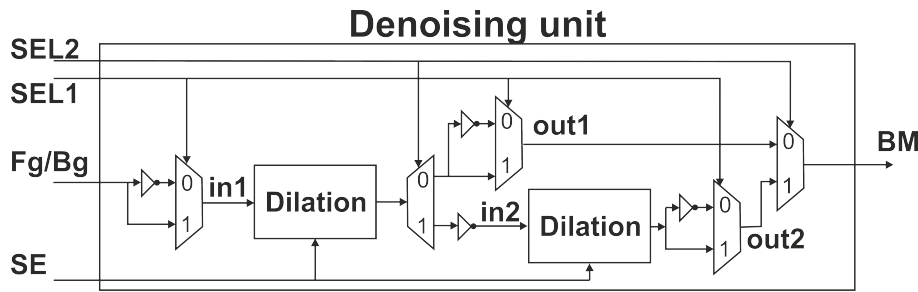 Denoising unit
SEL2
SEL1
Fg/Bg
SE
0
1
in1
Dilation
0
1
0
1
out1
in2
Dilation
0
1
out2
0
1
BM